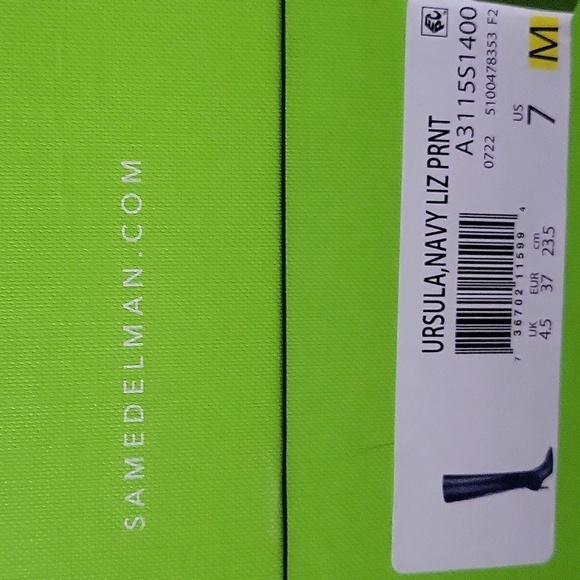 SAMEDELMAN.COM
URSULA,NAVY LIZ PRNT
A3115S1400
0722 5100478353 F2
7 36702 11599 4
UK EUR cm US
4.5 37 23.5 7 M